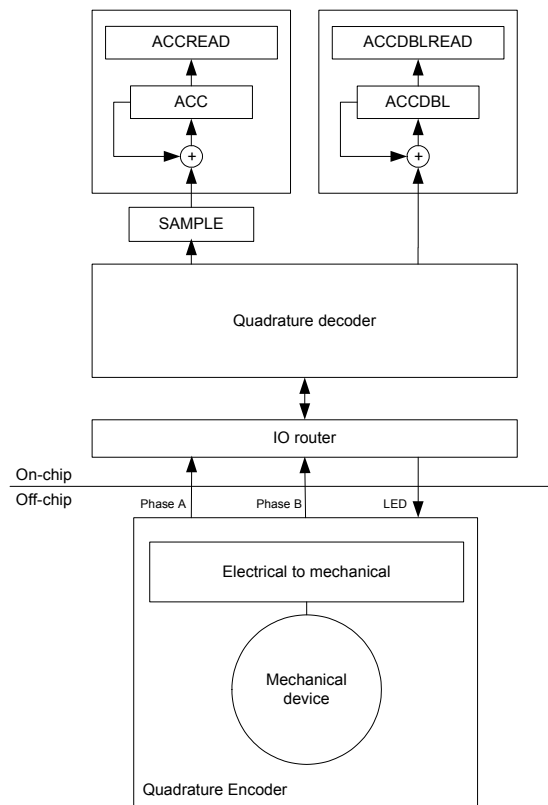 ACCREAD
ACCDBLREAD
ACC
ACCDBL
+
+
SAMPLE
Quadrature decoder
IO router
On-chip
Off-chip
Phase A
Phase B
LED
Electrical to mechanical
Mechanical
device
Quadrature Encoder